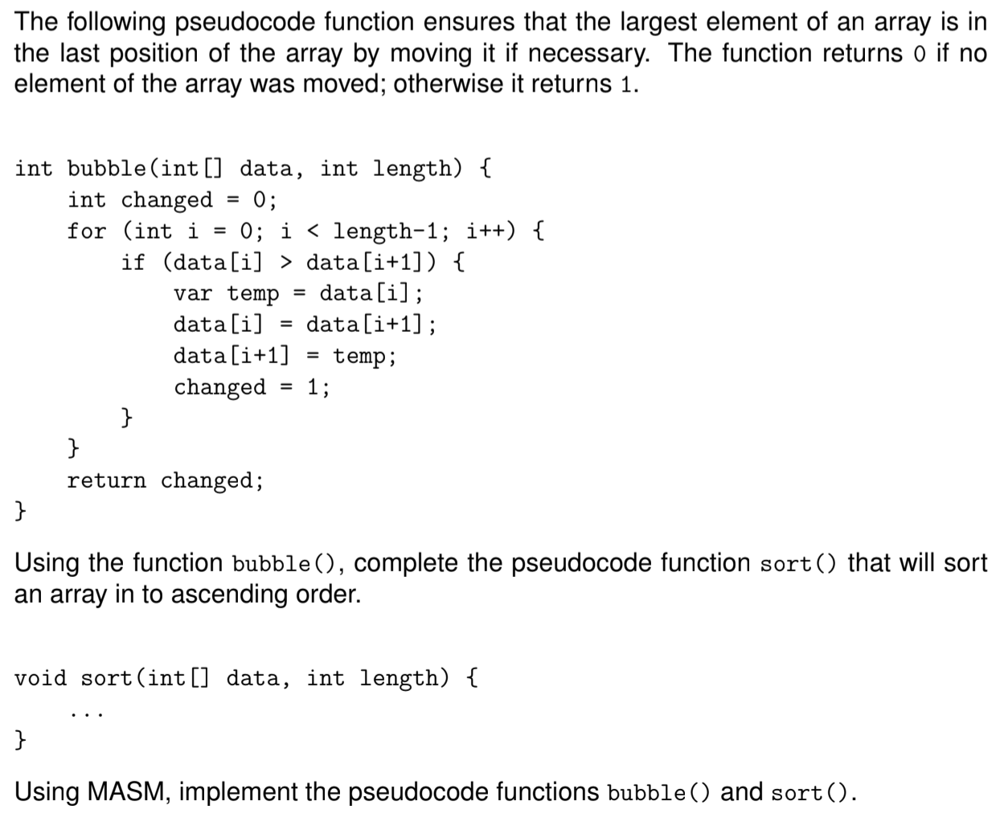 The following pseudocode function ensures that the largest element of an array is in
the last position of the array by moving it if necessary. The function returns 0 if no
element of the array was moved; otherwise it returns 1.
int bubble(int[] data, int length) {
    int changed = 0;
    for (int i = 0; i < length-1; i++) {
        if (data[i] > data[i+1]) {
            var temp = data[i];
            data[i] = data[i+1];
            data[i+1] = temp;
            changed = 1;
        }
    }
    return changed;
}
Using the function bubble(), complete the pseudocode function sort() that will sort
an array in to ascending order.
void sort(int[] data, int length) {
    ...
}
Using MASM, implement the pseudocode functions bubble() and sort().